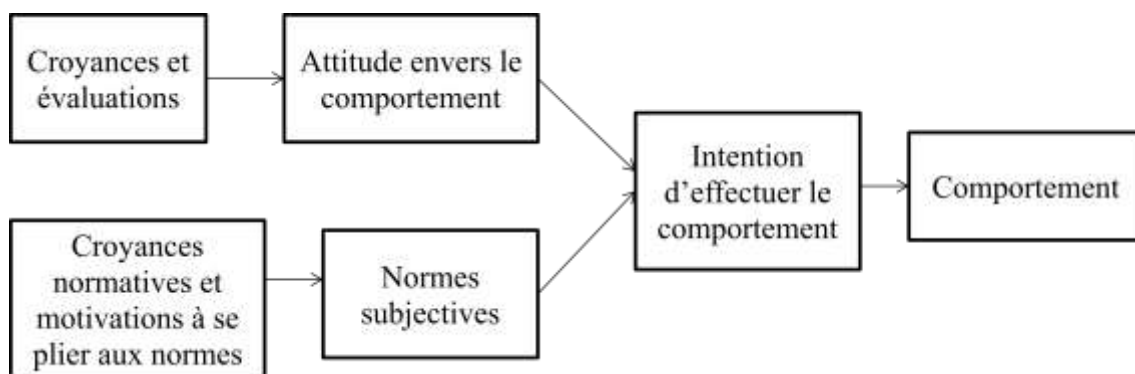 Croyances et
évaluations
Attitude envers le
comportement
Intention
d'effectuer le
comportement
Comportement
Croyances
normatives et
motivations à se
plier aux normes
Normes
subjectives